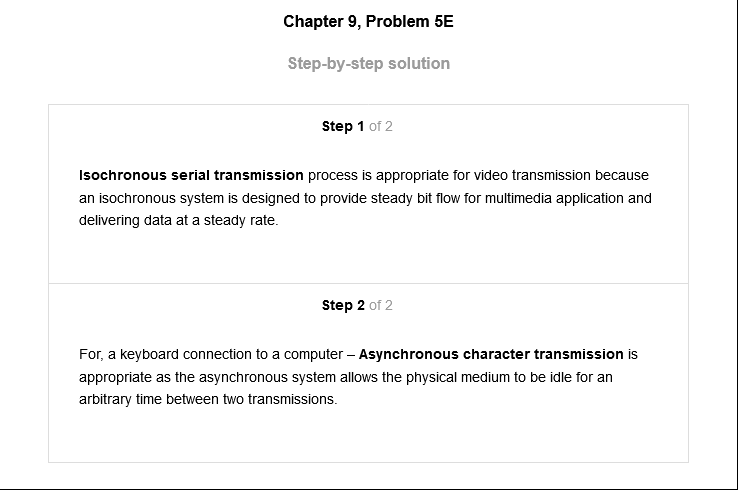 Chapter 9, Problem 5E
Step-by-step solution
Step 1 of 2
Isochronous serial transmission process is appropriate for video transmission because
an isochronous system is designed to provide steady bit flow for multimedia application and
delivering data at a steady rate.
Step 2 of 2
For, a keyboard connection to a computer – Asynchronous character transmission is
appropriate as the asynchronous system allows the physical medium to be idle for an
arbitrary time between two transmissions.